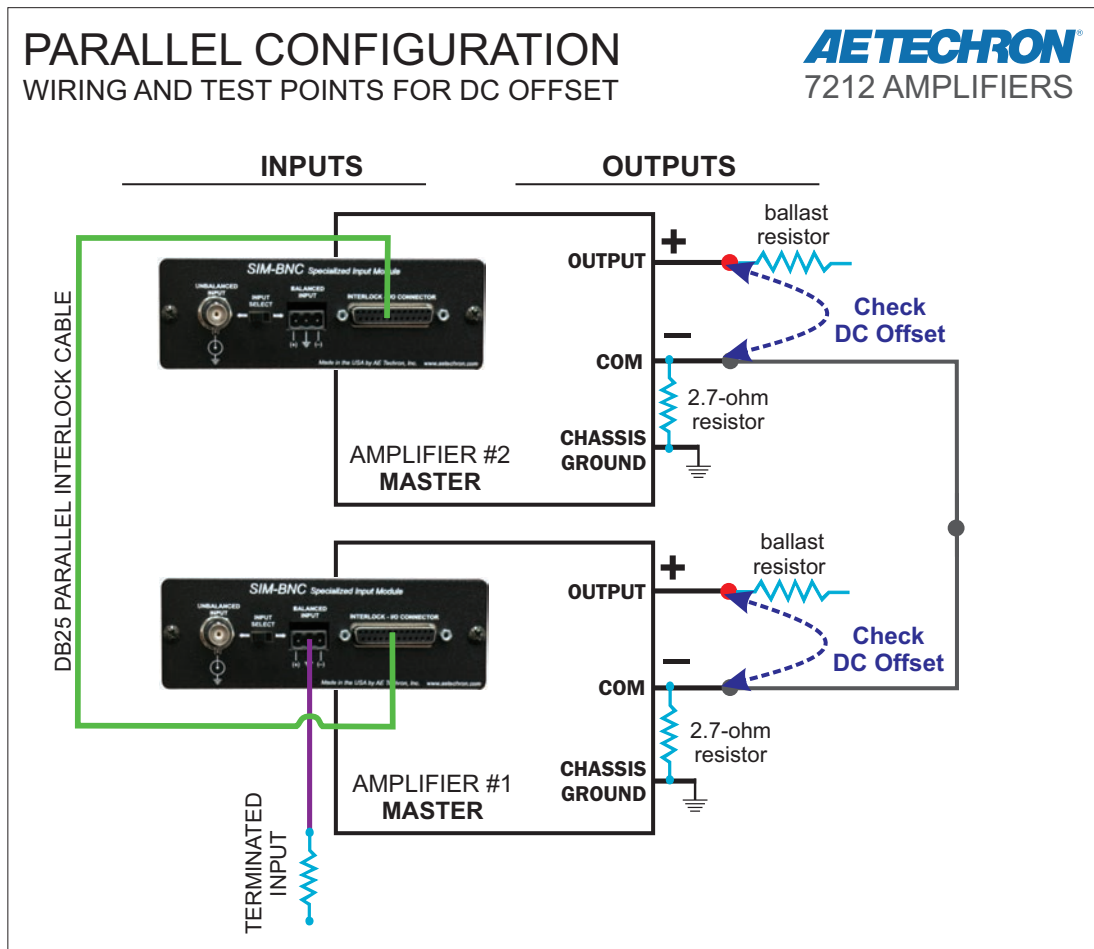 PARALLEL CONFIGURATION
WIRING AND TEST POINTS FOR DC OFFSET
AE TECHRON®
7212 AMPLIFIERS
INPUTS
OUTPUTS
DB25 PARALLEL INTERLOCK CABLE
SIM-BNC Specialized Input Module
UNBALANCED
INPUT
INPUT
SELECT
BALANCED
INPUT
INTERLOCK - I/O CONNECTOR
(+)
(-)
Made in the USA by AE Techron, Inc. www.aetechron.com
AMPLIFIER #2
MASTER
OUTPUT
+
ballast
resistor
Check
DC Offset
–
COM
2.7-ohm
resistor
CHASSIS
GROUND
SIM-BNC Specialized Input Module
UNBALANCED
INPUT
INPUT
SELECT
BALANCED
INPUT
INTERLOCK - I/O CONNECTOR
(+)
(-)
Made in the USA by AE Techron, Inc. www.aetechron.com
AMPLIFIER #1
MASTER
OUTPUT
+
ballast
resistor
Check
DC Offset
–
COM
2.7-ohm
resistor
CHASSIS
GROUND
TERMINATED
INPUT